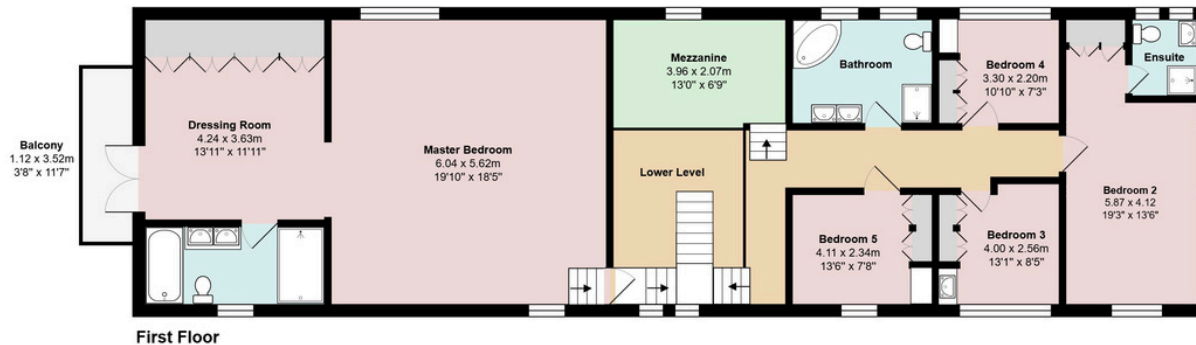 Balcony
1.12 x 3.52m
3'8" x 11'7"
Dressing Room
4.24 x 3.63m
13'11" x 11'11"
Master Bedroom
6.04 x 5.62m
19'10" x 18'5"
Mezzanine
3.96 x 2.07m
13'0" x 6'9"
Lower Level
Bathroom
Bedroom 4
3.30 x 2.20m
10'10" x 7'3"
Ensuite
Bedroom 2
5.87 x 4.12
19'3" x 13'6"
Bedroom 5
4.11 x 2.34m
13'6" x 7'8"
Bedroom 3
4.00 x 2.56m
13'1" x 8'5"
First Floor